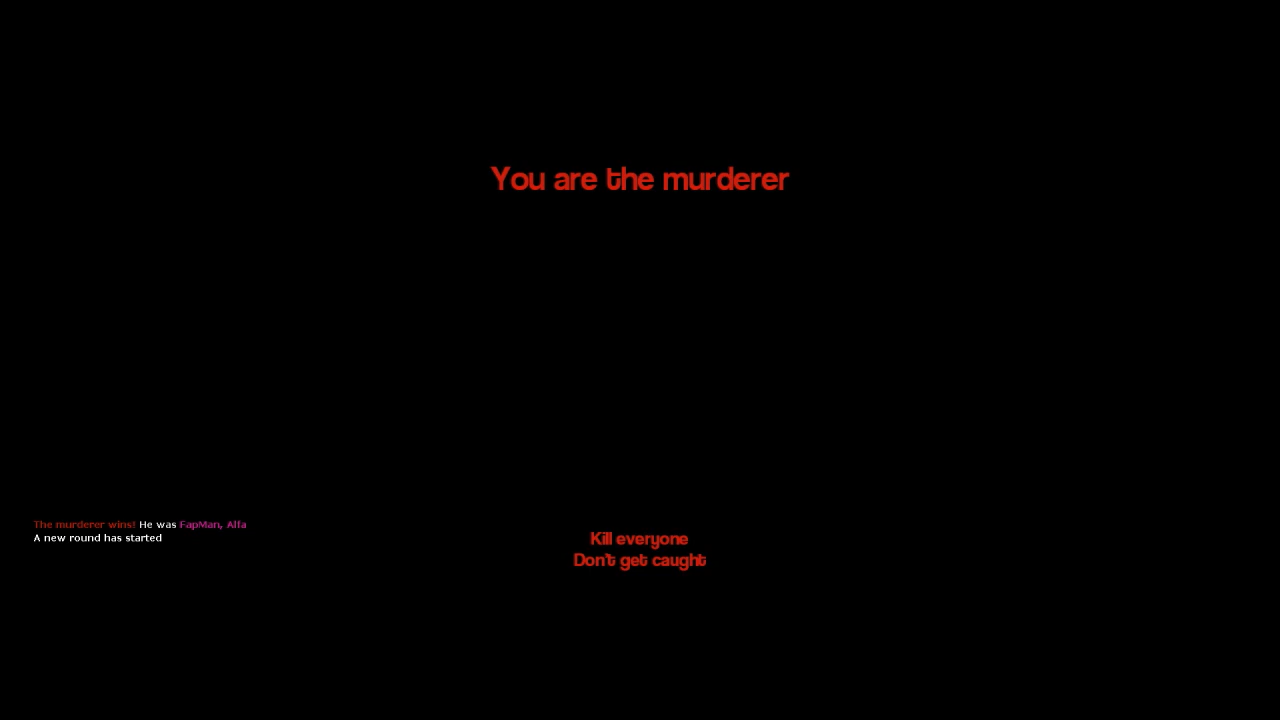 You are the murderer
The murderer wins! He was FapMan, Alfa
A new round has started
Kill everyone
Don't get caught